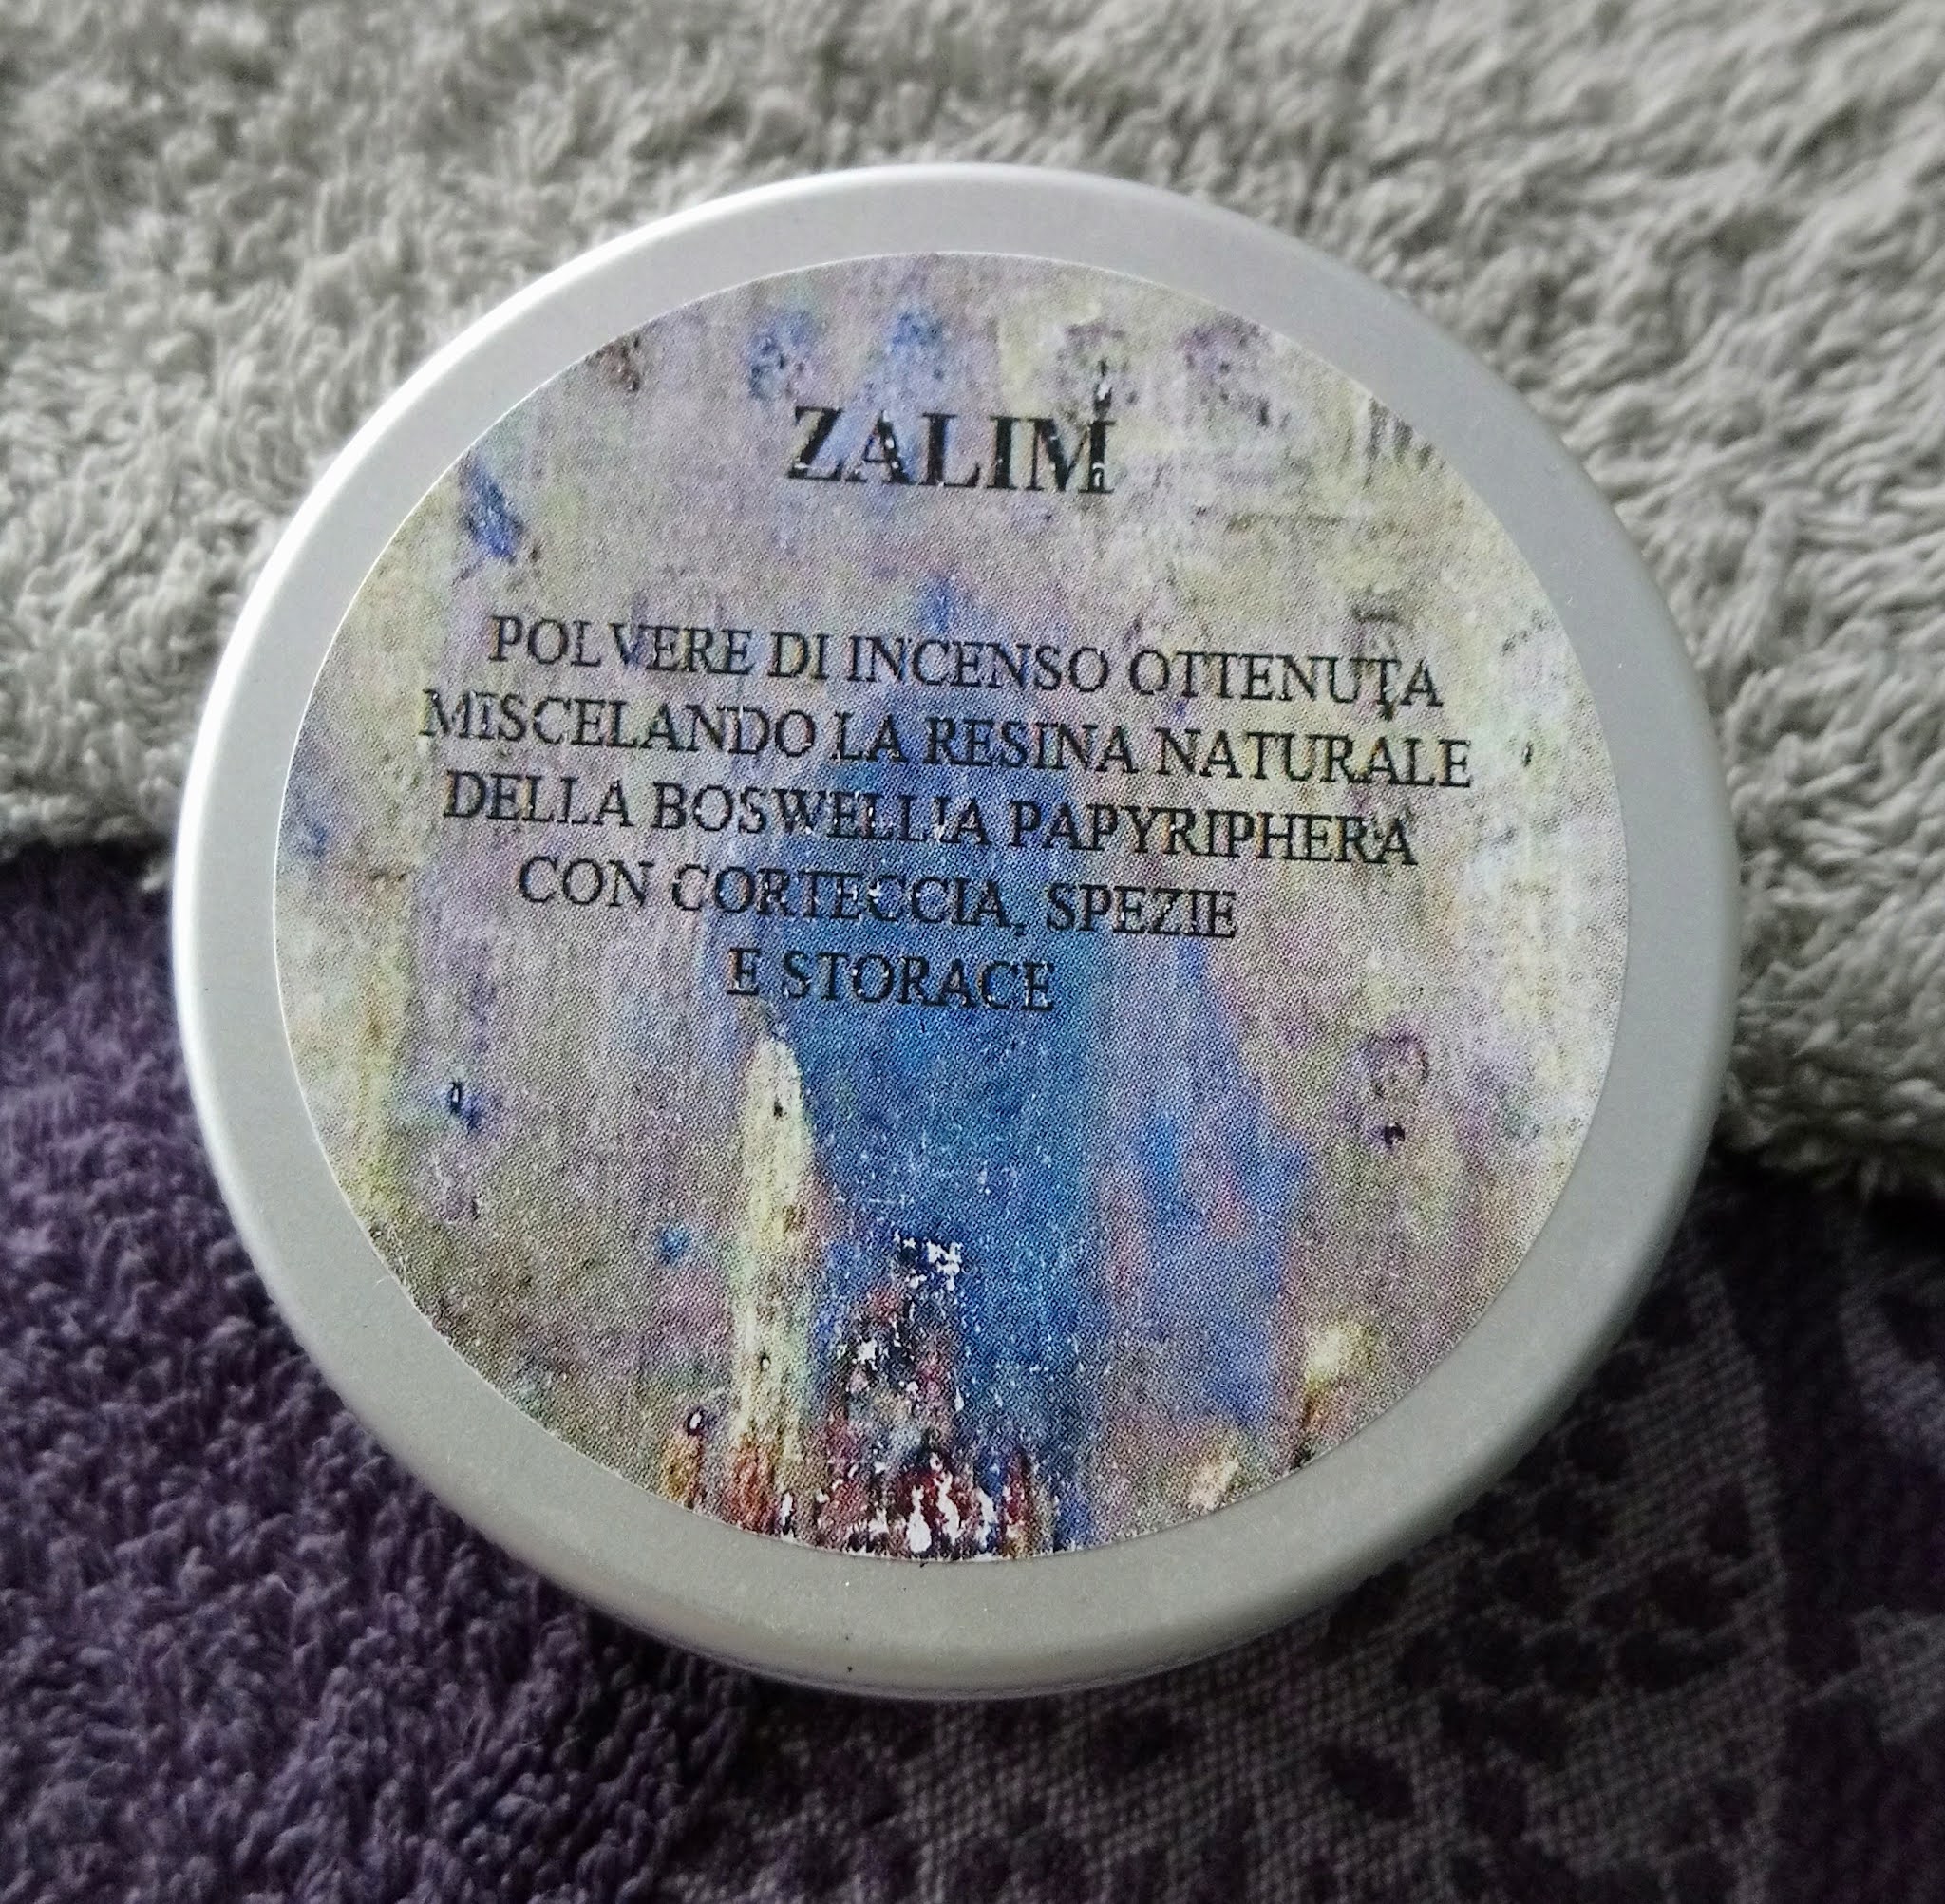 ZALIM
POLVERE DI INCENSO OTTENUTA
MISCELANDO LA RESINA NATURALE
DELLA BOSWELLIA PAPYRIPHERA
CON CORTECCIA, SPEZIE
E STORACE